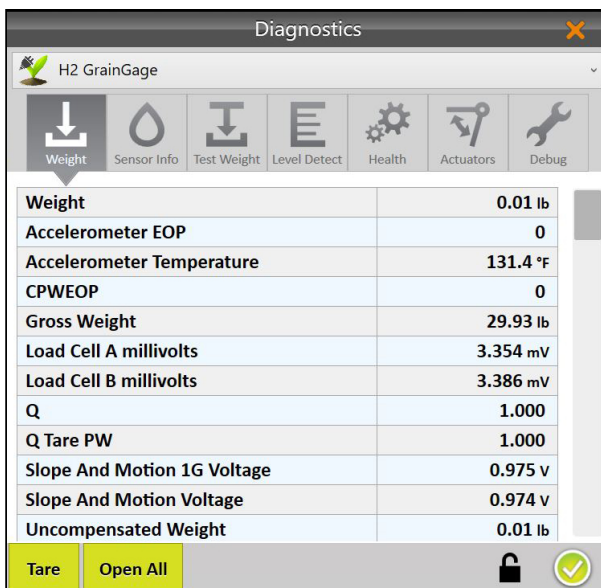 Diagnostics
H2 GrainGage
Weight Sensor Info Test Weight Level Detect Health Actuators Debug
Weight 0.01 lb
Accelerometer EOP 0
Accelerometer Temperature 131.4 °F
CPWEOP 0
Gross Weight 29.93 lb
Load Cell A millivolts 3.354 mV
Load Cell B millivolts 3.386 mV
Q 1.000
Q Tare PW 1.000
Slope And Motion 1G Voltage 0.975 V
Slope And Motion Voltage 0.974 V
Uncompensated Weight 0.01 lb
Tare Open All